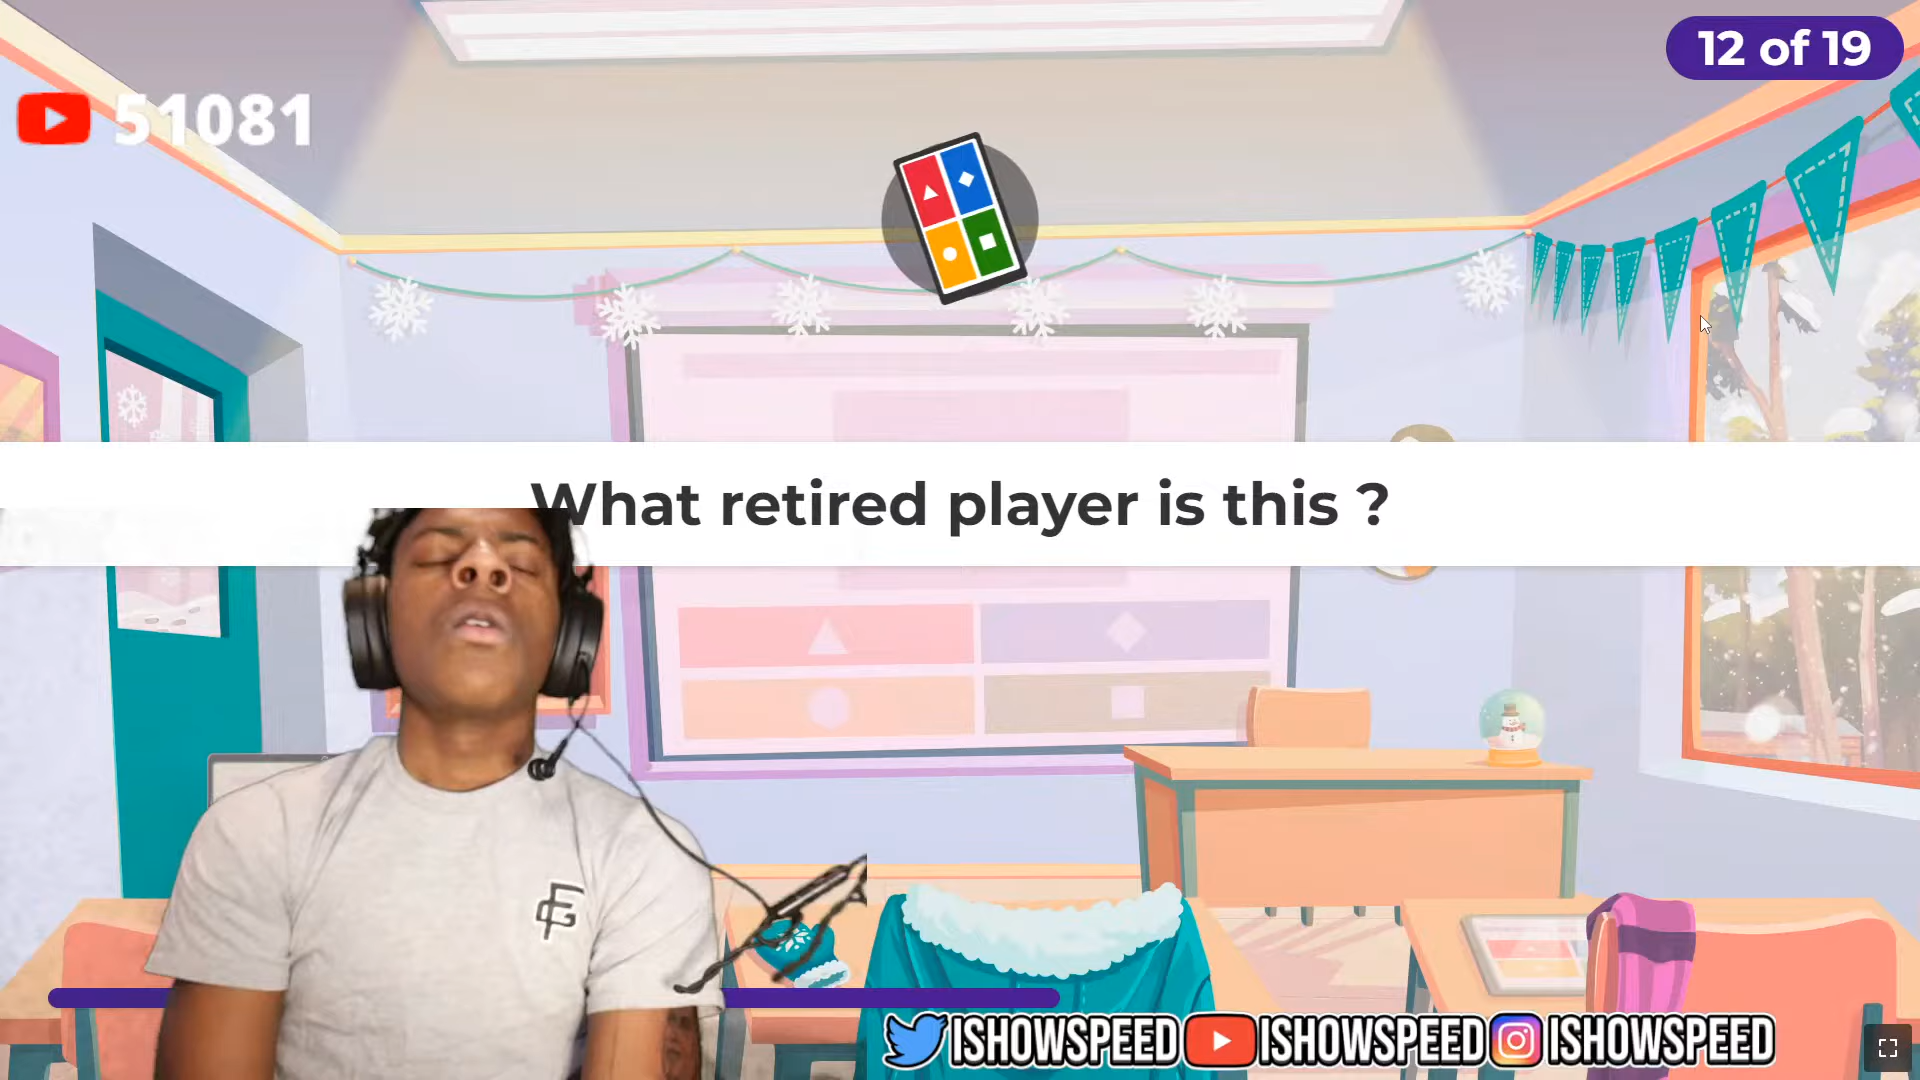 12 of 19
51081
What retired player is this ?
ISHOWSPEED ISHOWSPEED ISHOWSPEED